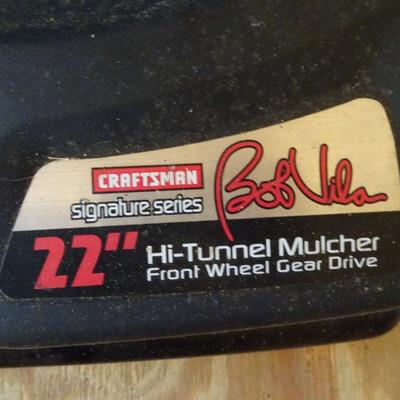 CRAFTSMAN
signature series
Bob Vila
22" Hi-Tunnel Mulcher
Front Wheel Gear Drive